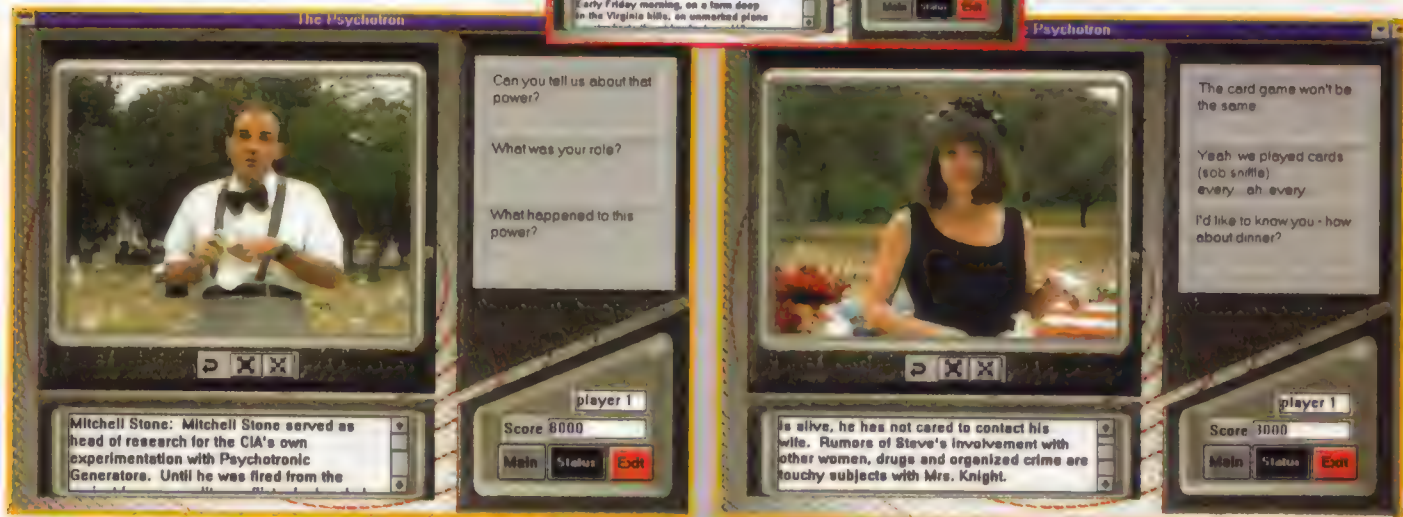 Early Friday morning, on a farm deep
in the Virginia hills, an unmarked plane
Main Status Exit
The Psychotron
Can you tell us about that
power?
What was your role?
What happened to this
power?
player 1
Score 8000
Main Status Exit
Mitchell Stone: Mitchell Stone served as
head of research for the CIA's own
experimentation with Psychotronic
Generators. Until he was fired from the
Psychotron
The card game won't be
the same
Yeah we played cards
(sob sniffle)
every ah every
I'd like to know you - how
about dinner?
player 1
Score 3000
Main Status Exit
is alive, he has not cared to contact his
wife. Rumors of Steve's involvement with
other women, drugs and organized crime are
touchy subjects with Mrs. Knight.